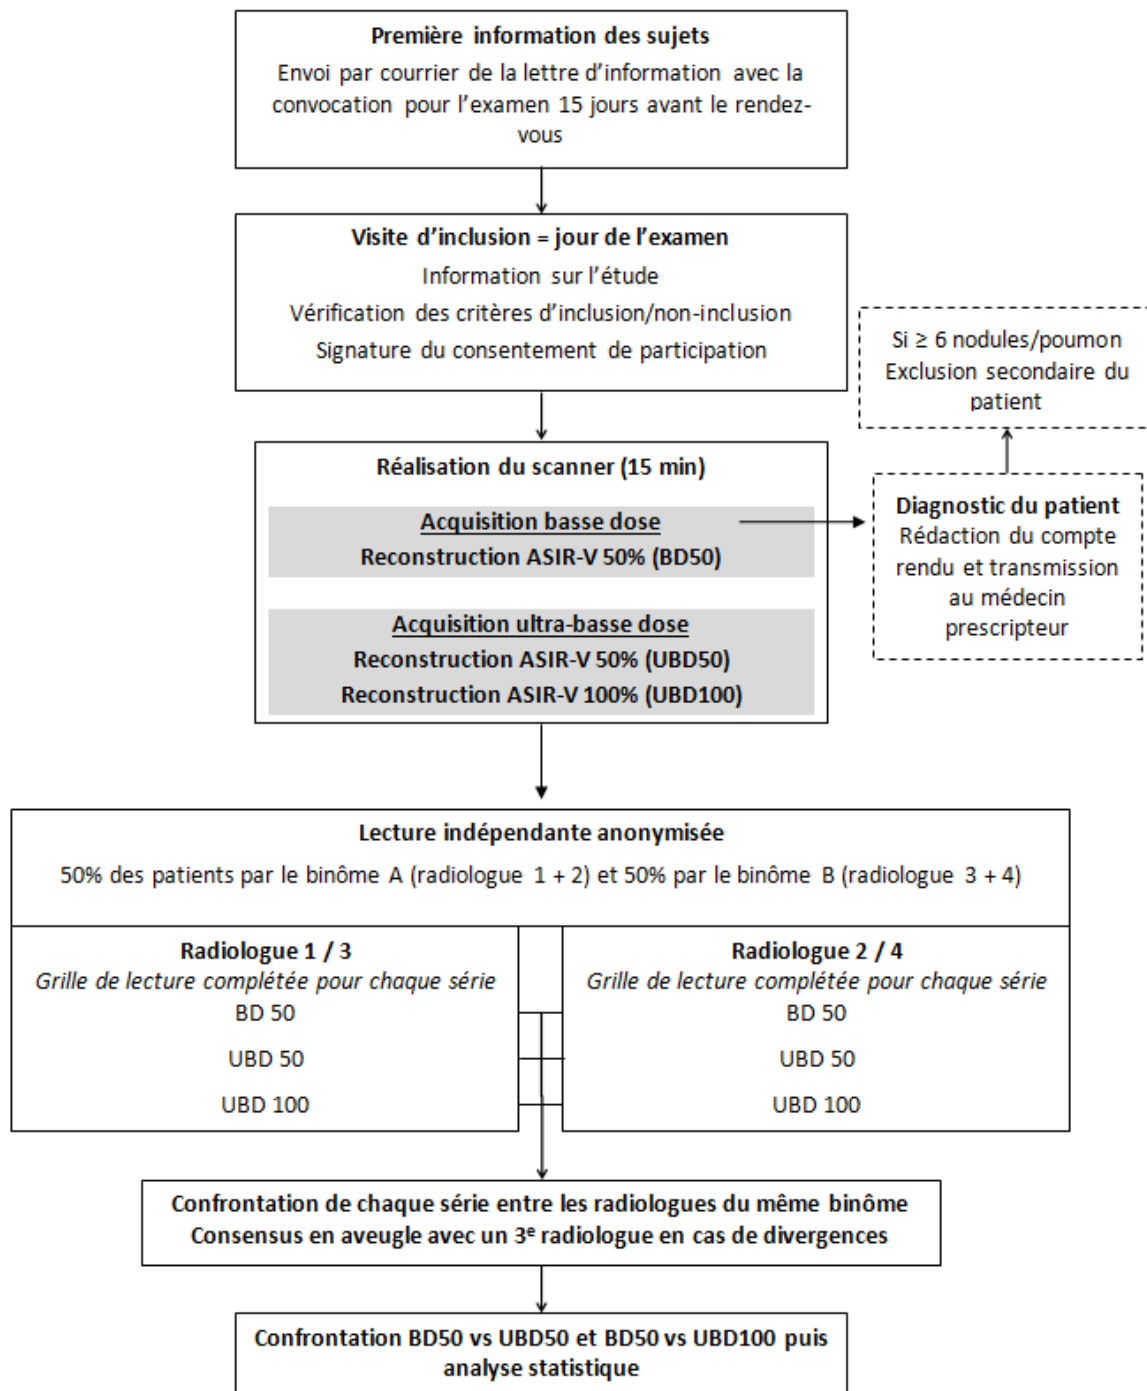 Première information des sujets
Envoi par courrier de la lettre d'information avec la
convocation pour l'examen 15 jours avant le rendez-
vous
Visite d'inclusion = jour de l'examen
Information sur l'étude
Vérification des critères d'inclusion/non-inclusion
Signature du consentement de participation
Si ≥ 6 nodules/poumon
Exclusion secondaire du
patient
Réalisation du scanner (15 min)
Acquisition basse dose
Reconstruction ASIR-V 50% (BD50)
Acquisition ultra-basse dose
Reconstruction ASIR-V 50% (UBD50)
Reconstruction ASIR-V 100% (UBD100)
Diagnostic du patient
Rédaction du compte
rendu et transmission
au médecin
prescripteur
Lecture indépendante anonymisée
50% des patients par le binôme A (radiologue 1 + 2) et 50% par le binôme B (radiologue 3 + 4)
Radiologue 1 / 3
Grille de lecture complétée pour chaque série
BD 50
UBD 50
UBD 100
Radiologue 2 / 4
Grille de lecture complétée pour chaque série
BD 50
UBD 50
UBD 100
Confrontation de chaque série entre les radiologues du même binôme
Consensus en aveugle avec un 3e radiologue en cas de divergences
Confrontation BD50 vs UBD50 et BD50 vs UBD100 puis
analyse statistique